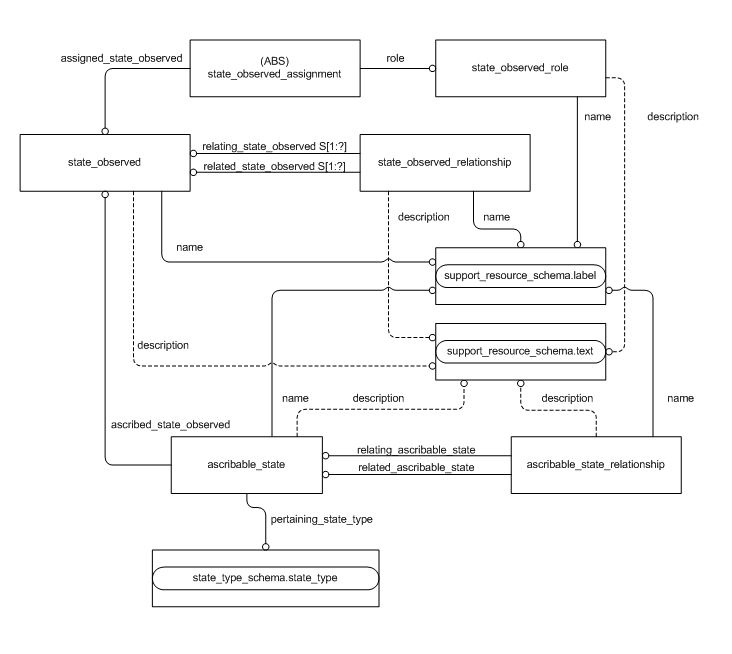 assigned_state_observed
(ABS)
state_observed_assignment
role
state_observed_role
name
description
state_observed
relating_state_observed S[1:?]
related_state_observed S[1:?]
state_observed_relationship
description
name
name
support_resource_schema.label
description
support_resource_schema.text
name
description
description
name
ascribed_state_observed
ascribable_state
relating_ascribable_state
related_ascribable_state
ascribable_state_relationship
pertaining_state_type
state_type_schema.state_type